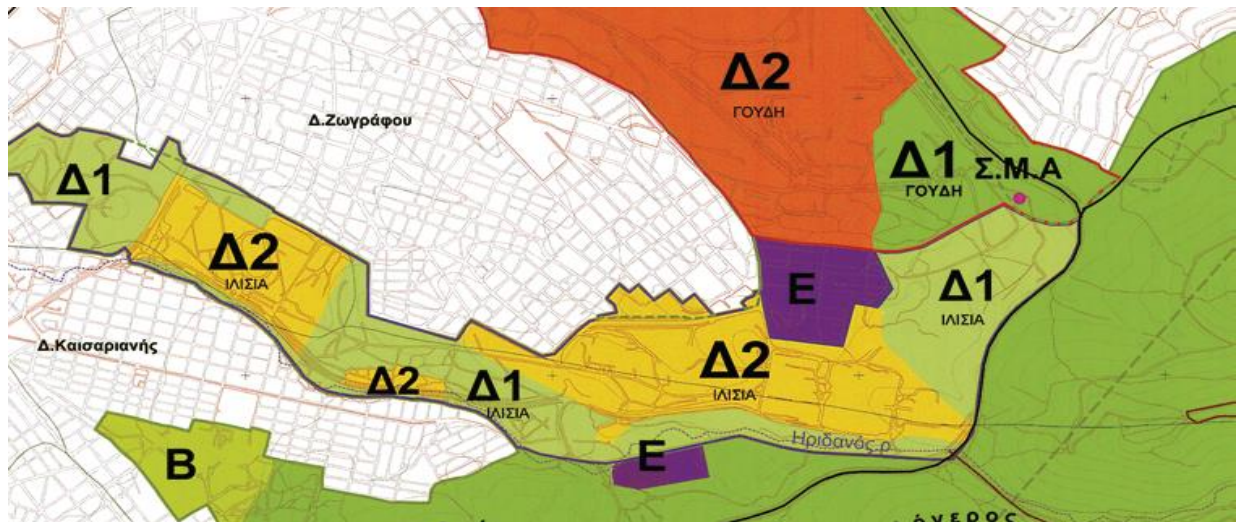 Δ2
ΓΟΥΔΗ
Δ.Ζωγράφου
Δ1
ΓΟΥΔΗ
Σ.Μ.Α
Δ1
Δ2
ΙΛΙΣΙΑ
Ε
Δ1
ΙΛΙΣΙΑ
Δ.Καισαριανής
Δ2
ΙΛΙΣΙΑ
Δ2
Δ1
ΙΛΙΣΙΑ
Ηριδανός ρ.
Β
Ε